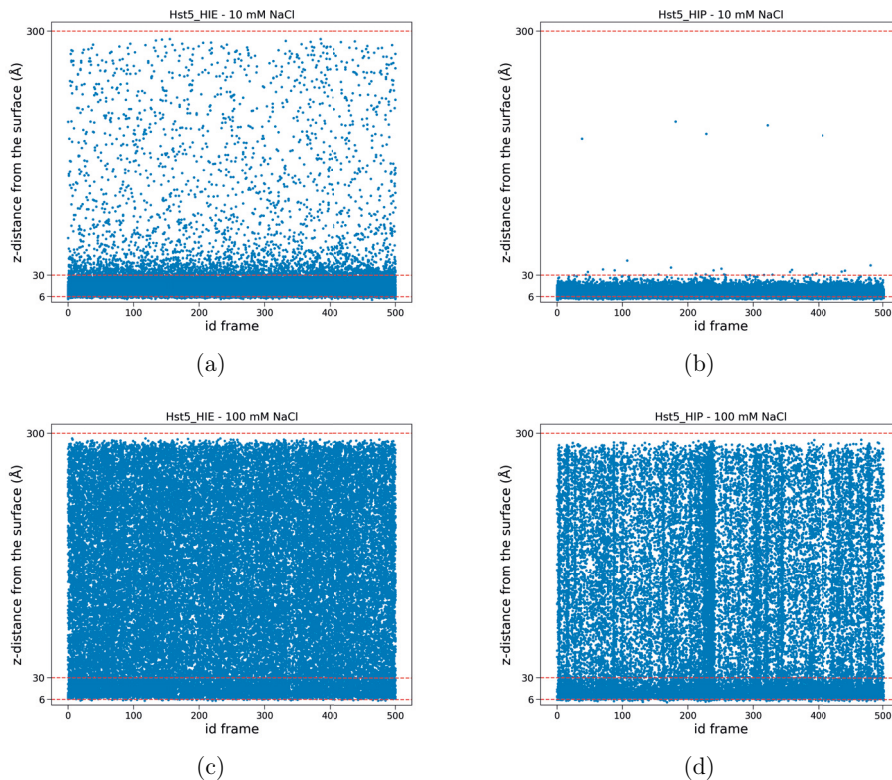 Hst5_HIE - 10 mM NaCl
300
30
6
z-distance from the surface (Å)
0 100 200 300 400 500
id frame
(a)
Hst5_HIP - 10 mM NaCl
300
30
6
z-distance from the surface (Å)
0 100 200 300 400 500
id frame
(b)
Hst5_HIE - 100 mM NaCl
300
30
6
z-distance from the surface (Å)
0 100 200 300 400 500
id frame
(c)
Hst5_HIP - 100 mM NaCl
300
30
6
z-distance from the surface (Å)
0 100 200 300 400 500
id frame
(d)